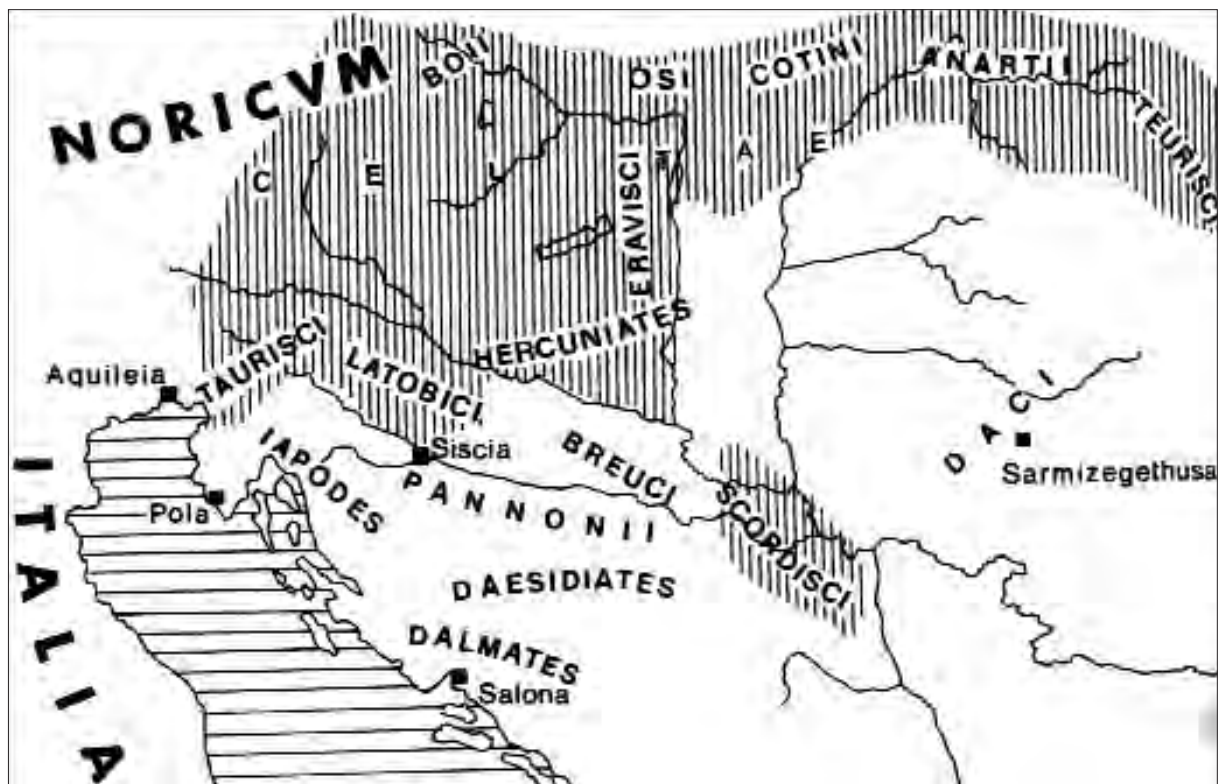 NORICVM
BOII
OSI
COTINI
ANARTII
TEURISCI
CELTAE
ERAVISCI
HERCUNIATES
TAURISCI
LATOBICI
Aquileia
Siscia
IAPODES
BREUCI
PANNONII
SCORDISCI
DACI
Sarmizegethusa
Pola
ITALIA
DAESIDIATES
DALMATES
Salona